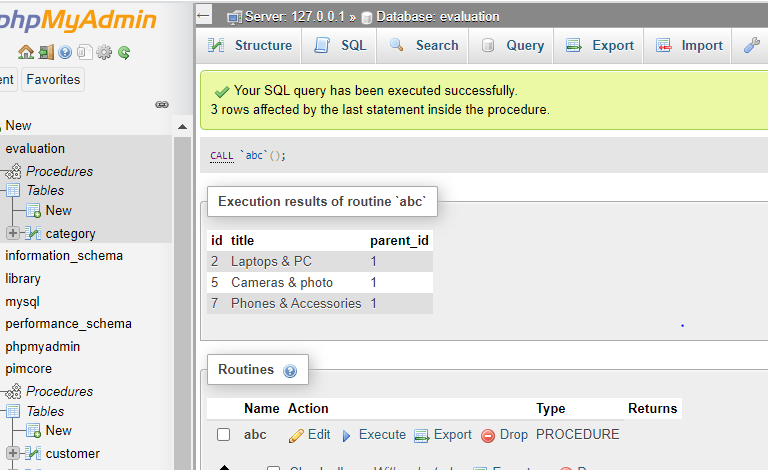 phpMyAdmin
Favorites
New
evaluation
Procedures
Tables
New
category
information_schema
library
mysql
performance_schema
phpmyadmin
pimcore
Procedures
Tables
New
customer
Server: 127.0.0.1 » Database: evaluation
Structure SQL Search Query Export Import
Your SQL query has been executed successfully.
3 rows affected by the last statement inside the procedure.
CALL `abc`();
Execution results of routine `abc`
id title parent_id
2 Laptops & PC 1
5 Cameras & photo 1
7 Phones & Accessories 1
Routines
Name Action Type Returns
abc Edit Execute Export Drop PROCEDURE